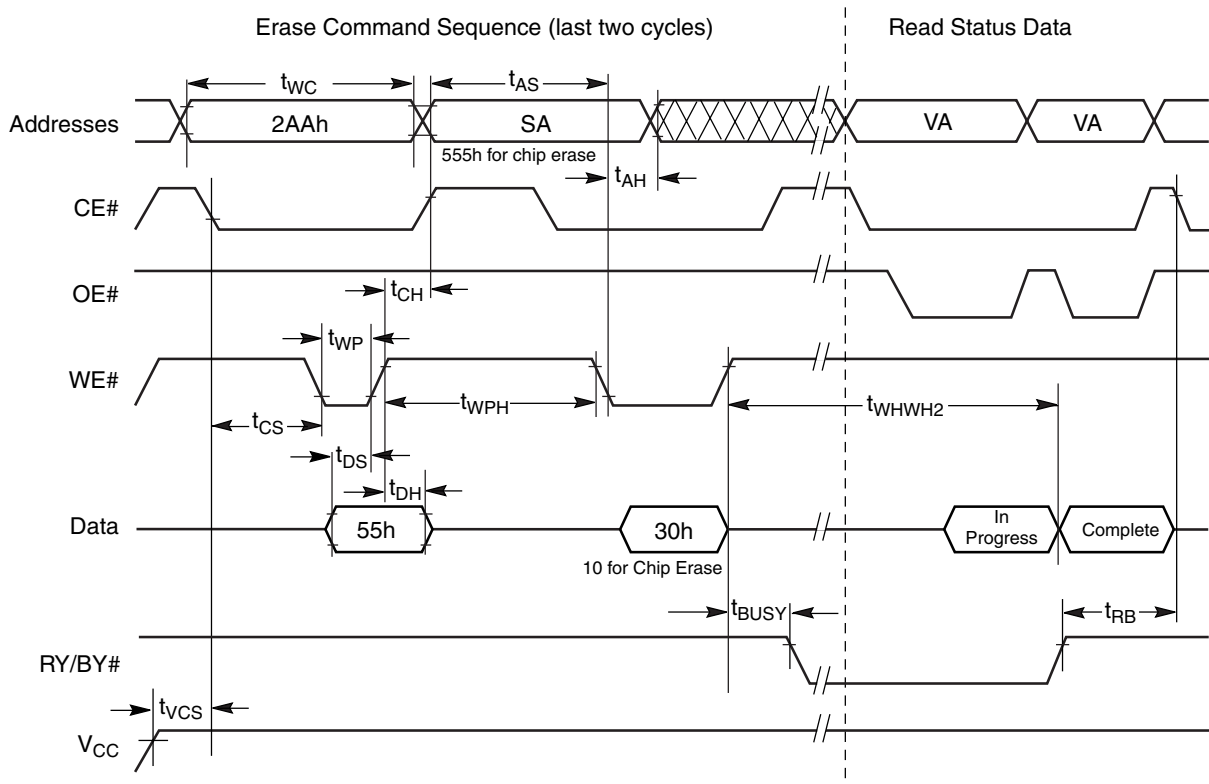 Erase Command Sequence (last two cycles)
Read Status Data
tWC
tAS
Addresses
2AAh
SA
VA
VA
555h for chip erase
tAH
CE#
OE#
tCH
tWP
WE#
tWPH
tWHWH2
tCS
tDS
tDH
Data
55h
30h
In
Progress
Complete
10 for Chip Erase
tBUSY
tRB
RY/BY#
tVCS
VCC